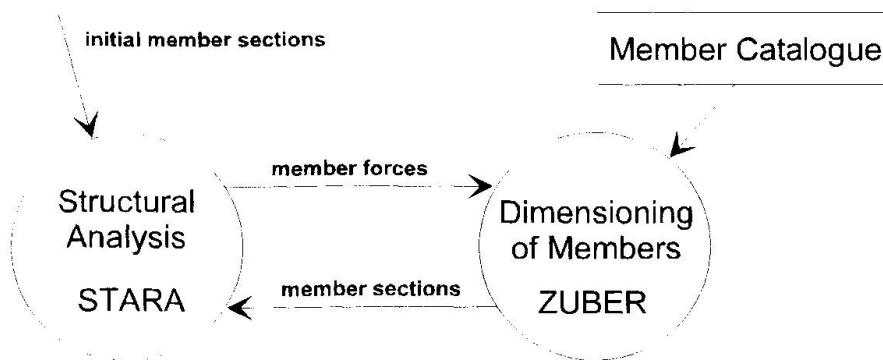 initial member sections
Member Catalogue
member forces
Structural
Analysis
STARA
Dimensioning
of Members
ZUBER
member sections